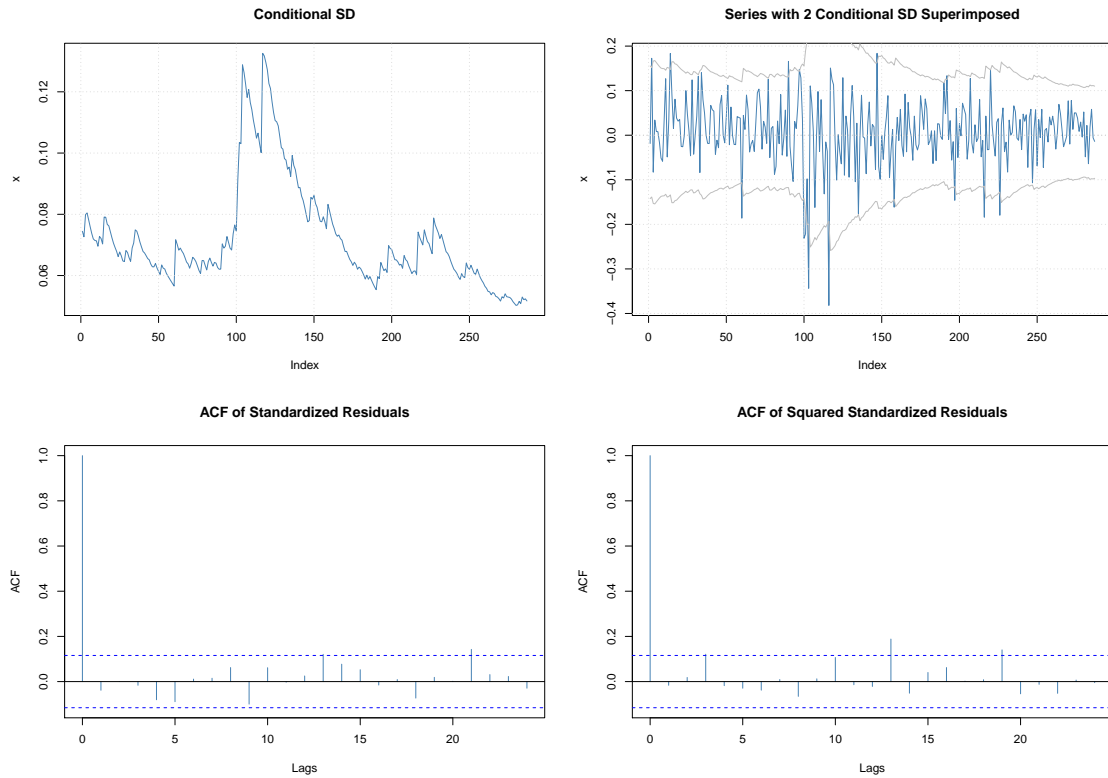 Conditional SD
x
0.06 0.08 0.10 0.12
0 50 100 150 200 250
Index
Series with 2 Conditional SD Superimposed
x
−0.4 −0.3 −0.2 −0.1 0.0 0.1 0.2
0 50 100 150 200 250
Index
ACF of Standardized Residuals
ACF
0.0 0.2 0.4 0.6 0.8 1.0
0 5 10 15 20
Lags
ACF of Squared Standardized Residuals
ACF
0.0 0.2 0.4 0.6 0.8 1.0
0 5 10 15 20
Lags